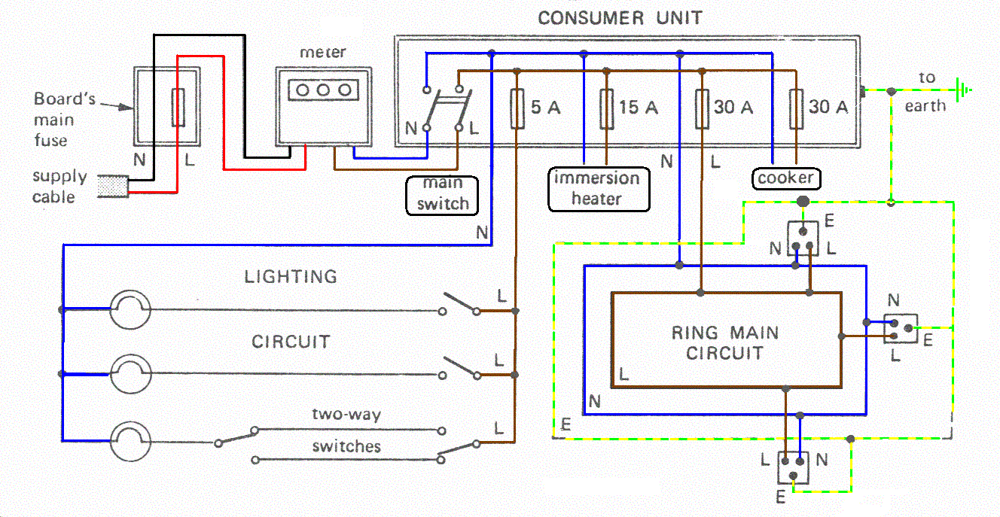 CONSUMER UNIT
meter
Board's
main
fuse
N
L
supply
cable
N
L
5 A
15 A
30 A
30 A
to
earth
main
switch
immersion
heater
N
L
cooker
N
LIGHTING
CIRCUIT
L
L
two-way
switches
L
E
N
L
RING MAIN
CIRCUIT
L
N
E
N
E
L
L
N
E